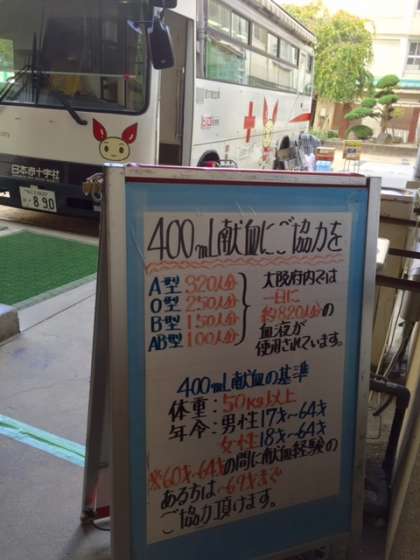 日本赤十字社
890
400mL献血にご協力を
A型 320人分
O型 250人分
B型 150人分
AB型 100人分
大阪府内では
一日に
約820人分の
血液が
使用されています。
400mL献血の基準
体重:50kg以上
年令:男性17才〜64才
女性18才〜64才
※60才〜64才の間に献血経験の
ある方は〜69才まで
ご協力頂けます。